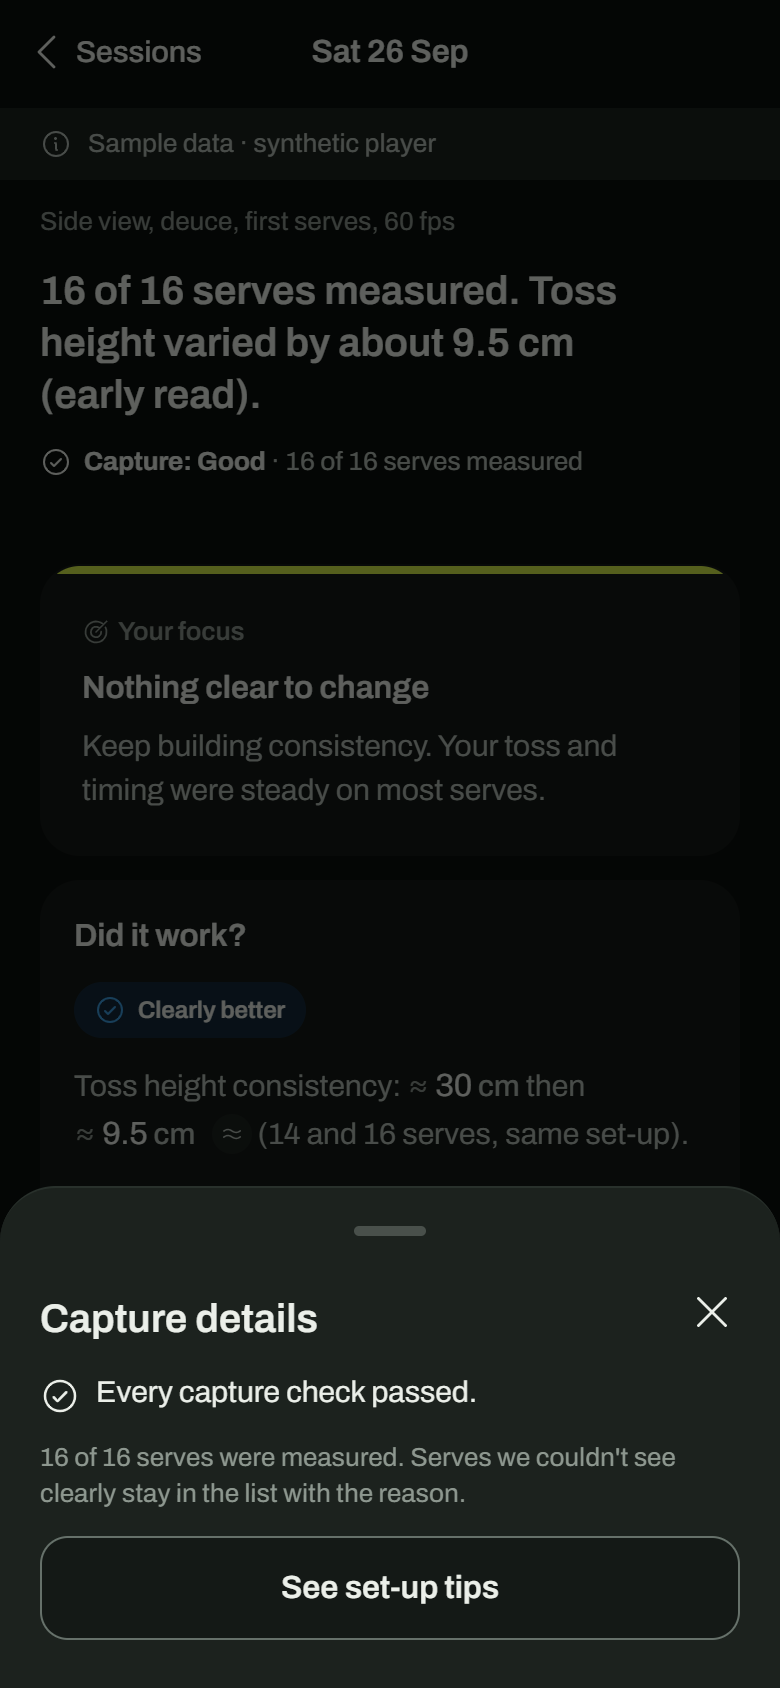 Sessions
Sat 26 Sep
Sample data · synthetic player
Side view, deuce, first serves, 60 fps
16 of 16 serves measured. Toss
height varied by about 9.5 cm
(early read).
Capture: Good · 16 of 16 serves measured
Your focus
Nothing clear to change
Keep building consistency. Your toss and
timing were steady on most serves.
Did it work?
Clearly better
Toss height consistency: ≈ 30 cm then
≈ 9.5 cm ≈ (14 and 16 serves, same set-up).
Capture details
Every capture check passed.
16 of 16 serves were measured. Serves we couldn't see
clearly stay in the list with the reason.
See set-up tips